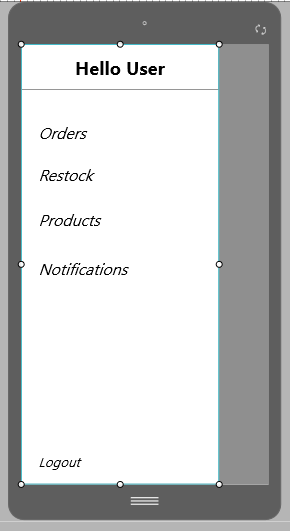 Hello User
Orders
Restock
Products
Notifications
Logout